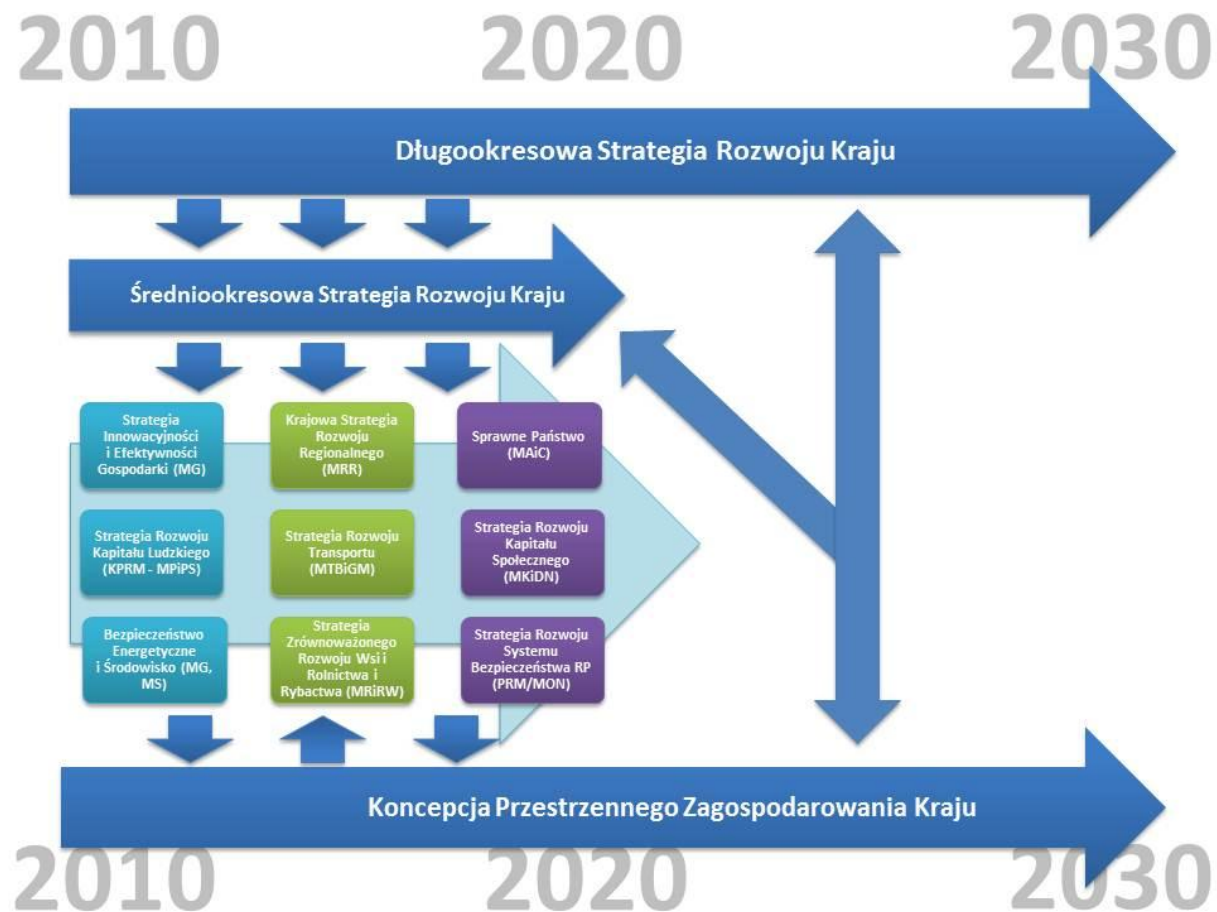 2010 2020 2030
Długookresowa Strategia Rozwoju Kraju
Średniookresowa Strategia Rozwoju Kraju
Strategia
Innowacyjności
i Efektywności
Gospodarki (MG)
Krajowa Strategia
Rozwoju
Regionalnego
(MRR)
Sprawne Państwo
(MAiC)
Strategia Rozwoju
Kapitału Ludzkiego
(KPRM - MPiPS)
Strategia Rozwoju
Transportu
(MTBiGM)
Strategia Rozwoju
Kapitału
Społecznego
(MKiDN)
Bezpieczeństwo
Energetyczne
i Środowisko (MG,
MS)
Strategia
Zrównoważonego
Rozwoju Wsi i
Rolnictwa i
Rybactwa (MRiRW)
Strategia Rozwoju
Systemu
Bezpieczeństwa RP
(PRM/MON)
Koncepcja Przestrzennego Zagospodarowania Kraju
2010 2020 2030